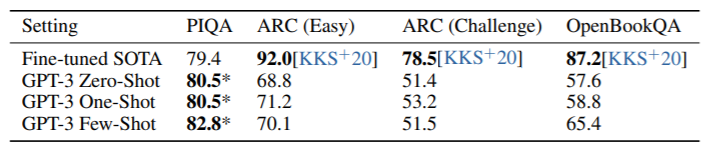 Setting PIQA ARC (Easy) ARC (Challenge) OpenBookQA
Fine-tuned SOTA 79.4 92.0[KKS+20] 78.5[KKS+20] 87.2[KKS+20]
GPT-3 Zero-Shot 80.5* 68.8 51.4 57.6
GPT-3 One-Shot 80.5* 71.2 53.2 58.8
GPT-3 Few-Shot 82.8* 70.1 51.5 65.4